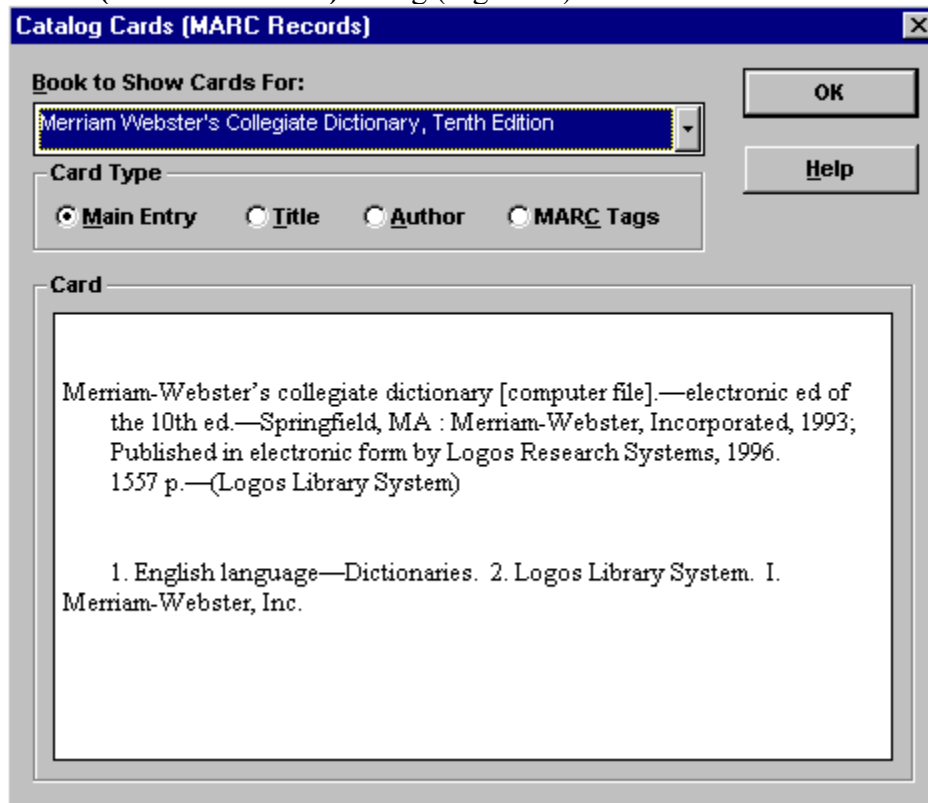 Catalog Cards (MARC Records)
Book to Show Cards For:
OK
Merriam Webster's Collegiate Dictionary, Tenth Edition
Help
Card Type
Main Entry Title Author MARC Tags
Card
Merriam-Webster’s collegiate dictionary [computer file].—electronic ed of
the 10th ed.—Springfield, MA : Merriam-Webster, Incorporated, 1993;
Published in electronic form by Logos Research Systems, 1996.
1557 p.—(Logos Library System)
1. English language—Dictionaries. 2. Logos Library System. I.
Merriam-Webster, Inc.